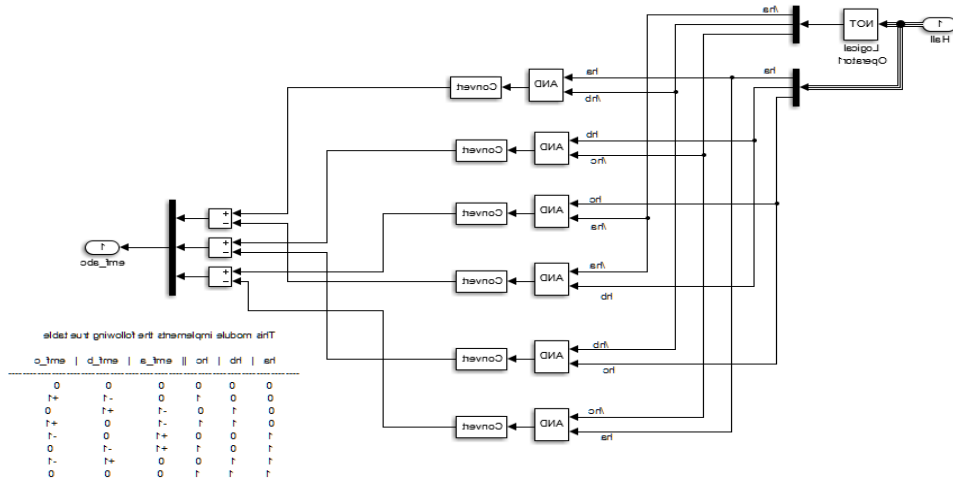 1
Hall
NOT
Logical
Operator1
/ha
ha
ha
/hb
AND
Convert
hb
/hc
AND
Convert
hc
/ha
AND
Convert
/ha
hb
AND
Convert
/hb
hc
AND
Convert
/hc
ha
AND
Convert
+
−
+
−
+
−
1
emf_abc
This module implements the following true table
ha | hb | hc || emf_a | emf_b | emf_c
0 0 0 0 0 0
0 0 1 0 -1 +1
0 1 0 -1 +1 0
0 1 1 -1 0 +1
1 0 0 +1 0 -1
1 0 1 +1 -1 0
1 1 0 0 +1 -1
1 1 1 0 0 0